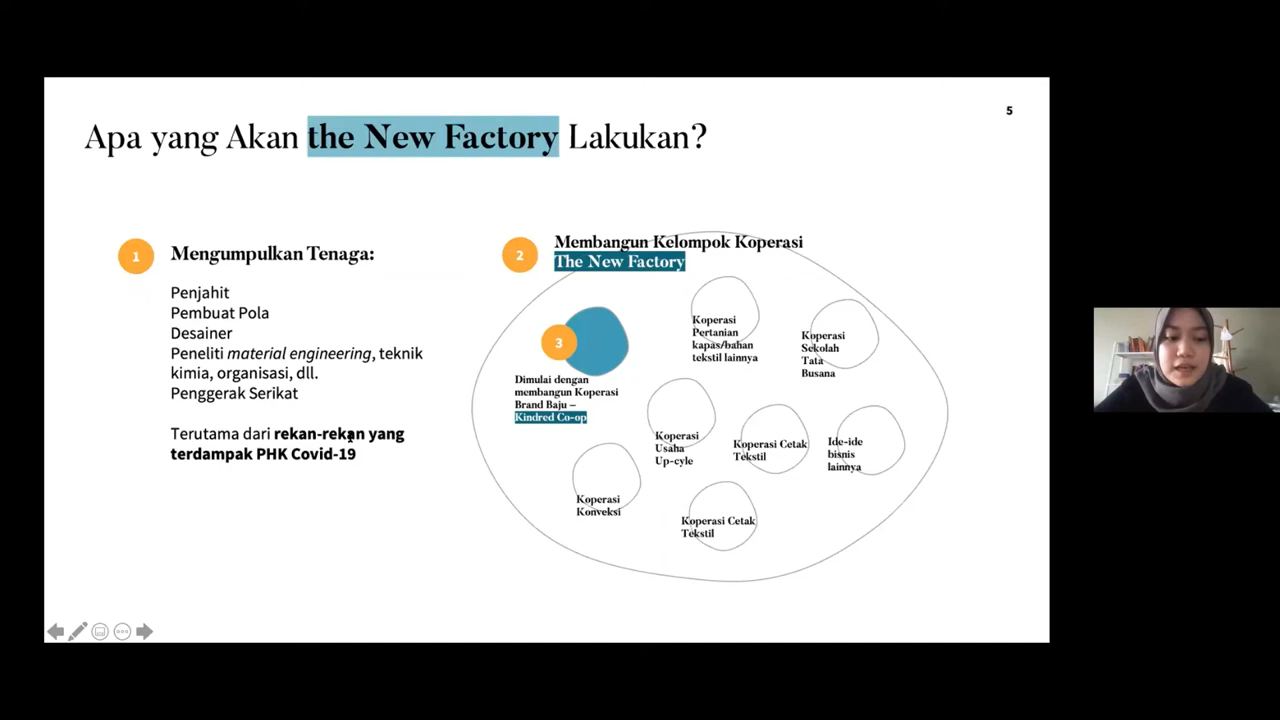 5
Apa yang Akan the New Factory Lakukan?
1
Mengumpulkan Tenaga:
Penjahit
Pembuat Pola
Desainer
Peneliti material engineering, teknik
kimia, organisasi, dll.
Penggerak Serikat
Terutama dari rekan-rekan yang
terdampak PHK Covid-19
2
Membangun Kelompok Koperasi
The New Factory
3
Dimulai dengan
membangun Koperasi
Brand Baju –
Kindred Co-op
Koperasi
Pertanian
kapas/bahan
tekstil lainnya
Koperasi
Sekolah
Tata
Busana
Koperasi
Usaha
Up-cyle
Koperasi Cetak
Tekstil
Ide-ide
bisnis
lainnya
Koperasi
Konveksi
Koperasi Cetak
Tekstil